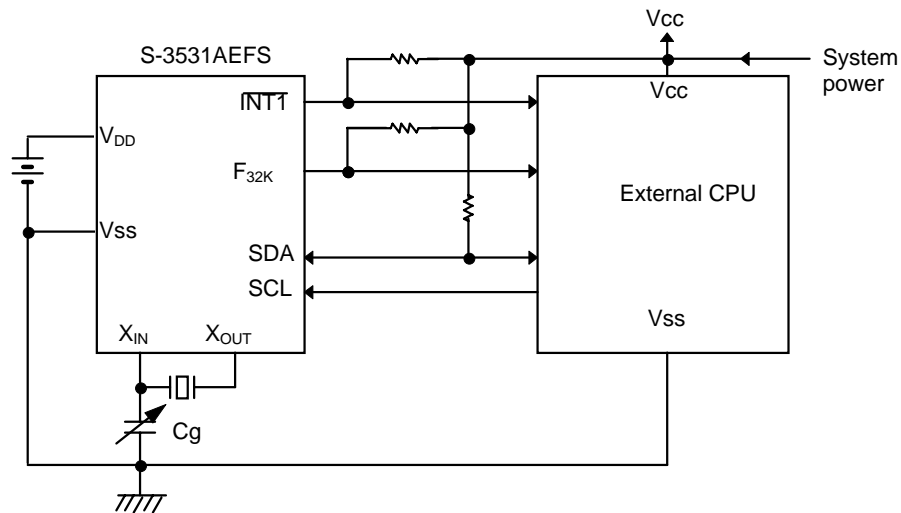 Vcc
S-3531AEFS
System
power
INT1
Vcc
VDD
F32K
External CPU
Vss
SDA
SCL
Vss
XIN
XOUT
Cg